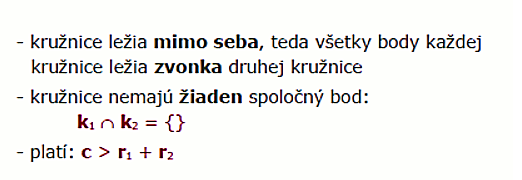 - kružnice ležia mimo seba, teda všetky body každej
kružnice ležia zvonka druhej kružnice
- kružnice nemajú žiaden spoločný bod:
k₁ ∩ k₂ = {}
- platí: c > r₁ + r₂